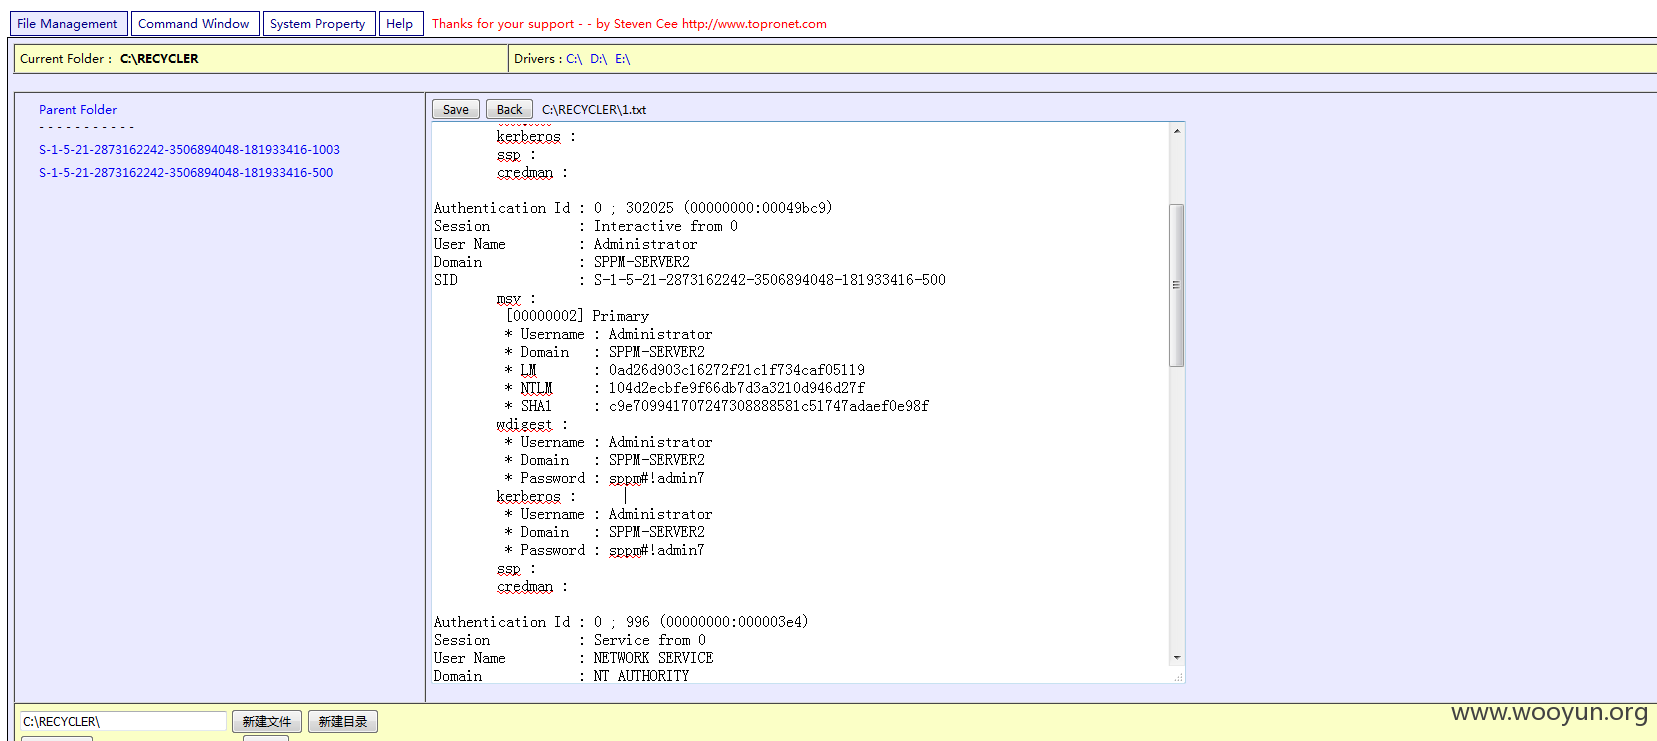 File Management Command Window System Property Help Thanks for your support - - by Steven Cee http://www.topronet.com
Current Folder : C:\RECYCLER Drivers : C:\ D:\ E:\
Parent Folder
- - - - - - - - - - -
S-1-5-21-2873162242-3506894048-181933416-1003
S-1-5-21-2873162242-3506894048-181933416-500
Save Back C:\RECYCLER\1.txt
kerberos :
ssp :
credman :
Authentication Id : 0 ; 302025 (00000000:00049bc9)
Session : Interactive from 0
User Name : Administrator
Domain : SPPM-SERVER2
SID : S-1-5-21-2873162242-3506894048-181933416-500
msv :
[00000002] Primary
* Username : Administrator
* Domain : SPPM-SERVER2
* LM : 0ad26d903c16272f21c1f734caf05119
* NTLM : 104d2ecbfe9f66db7d3a3210d946d27f
* SHA1 : c9e709941707247308888581c51747adaef0e98f
wdigest :
* Username : Administrator
* Domain : SPPM-SERVER2
* Password : sppm#!admin7
kerberos :
* Username : Administrator
* Domain : SPPM-SERVER2
* Password : sppm#!admin7
ssp :
credman :
Authentication Id : 0 ; 996 (00000000:000003e4)
Session : Service from 0
User Name : NETWORK SERVICE
Domain : NT AUTHORITY
C:\RECYCLER\ 新建文件 新建目录
www.wooyun.org